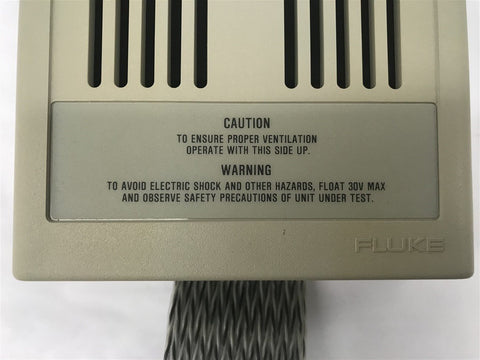 CAUTION
TO ENSURE PROPER VENTILATION
OPERATE WITH THIS SIDE UP.
WARNING
TO AVOID ELECTRIC SHOCK AND OTHER HAZARDS, FLOAT 30V MAX
AND OBSERVE SAFETY PRECAUTIONS OF UNIT UNDER TEST.
FLUKE